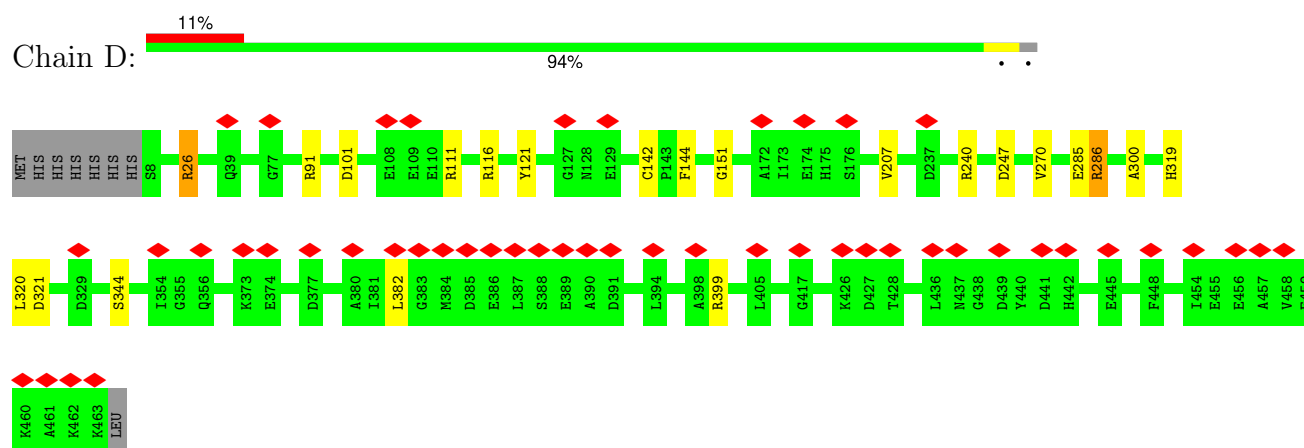 11%
Chain D:
94%
MET HIS HIS HIS HIS HIS HIS S8 R26 Q39 G77 R91 D101 E108 E109 E110 R111 R116 Y121 G127 N128 E129 C142 P143 F144 G151 A172 I173 E174 H175 S176 V207 D237 R240 D247 V270 E285 R286 A300 H319
L320 D321 D329 S344 I354 G355 Q356 K373 E374 D377 A380 I381 L382 G383 M384 D385 E386 L387 S388 E389 A390 D391 L394 A398 R399 L405 G417 K426 D427 T428 L436 N437 G438 D439 Y440 D441 H442 E445 F448 I454 E455 E456 A457 V458
K460 A461 K462 K463 LEU